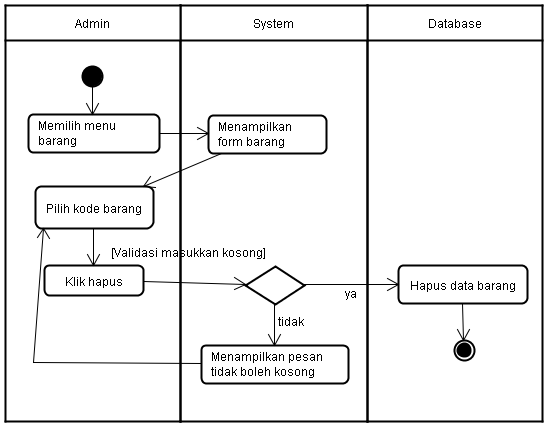 Admin
System
Database
Memilih menu
barang
Menampilkan
form barang
Pilih kode barang
[Validasi masukkan kosong]
Klik hapus
ya
Hapus data barang
tidak
Menampilkan pesan
tidak boleh kosong